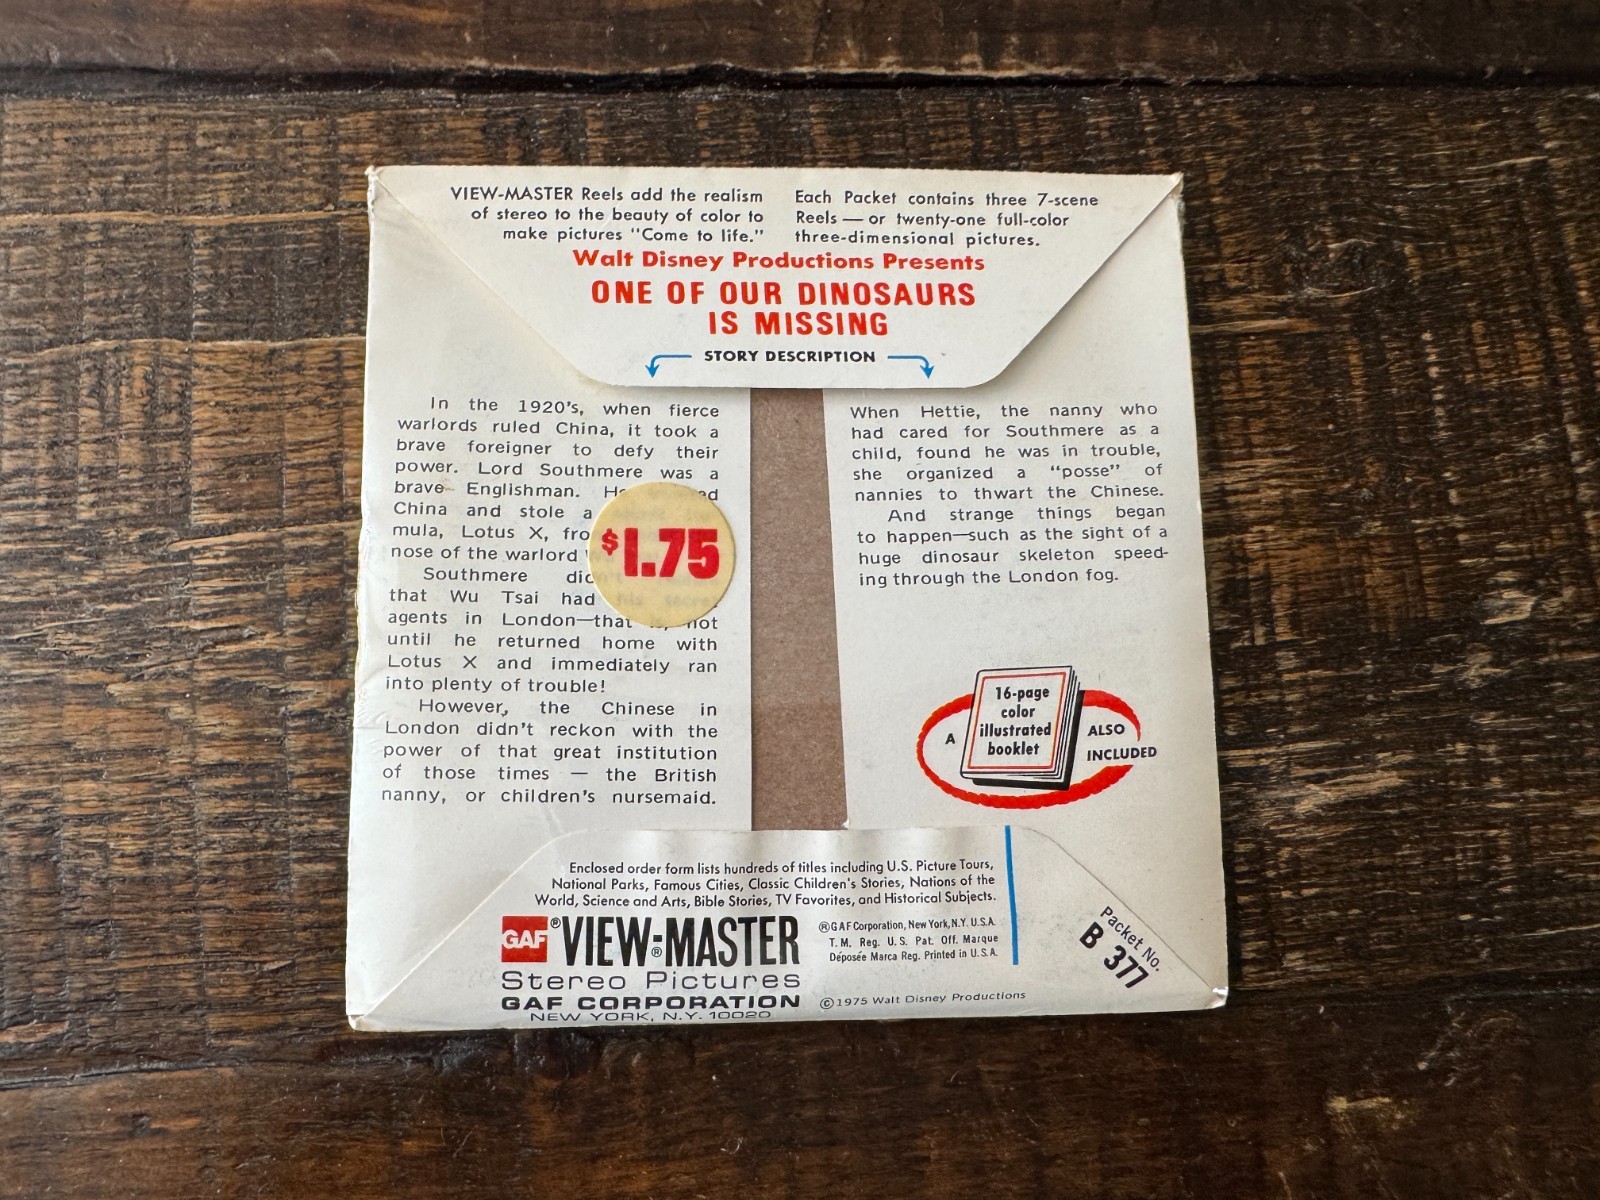 VIEW-MASTER Reels add the realism
of stereo to the beauty of color to
make pictures "Come to life."
Each Packet contains three 7-scene
Reels — or twenty-one full-color
three-dimensional pictures.
Walt Disney Productions Presents
ONE OF OUR DINOSAURS
IS MISSING
STORY DESCRIPTION
In the 1920's, when fierce
warlords ruled China, it took a
brave foreigner to defy their
power. Lord Southmere was a
brave Englishman.
China and stole a
mula, Lotus X,
nose of the warlord
Southmere
that Wu Tsai had
agents in London—that is, not
until he returned home with
Lotus X and immediately ran
into plenty of trouble!
However, the Chinese in
London didn't reckon with the
power of that great institution
of those times — the British
nanny, or children's nursemaid.
$1.75
When Hettie, the nanny who
had cared for Southmere as a
child, found he was in trouble,
she organized a "posse" of
nannies to thwart the Chinese.
And strange things began
to happen—such as the sight of a
huge dinosaur skeleton speed-
ing through the London fog.
A
16-page
color
illustrated
booklet
ALSO
INCLUDED
Enclosed order form lists hundreds of titles including U.S. Picture Tours,
National Parks, Famous Cities, Classic Children's Stories, Nations of the
World, Science and Arts, Bible Stories, TV Favorites, and Historical Subjects.
GAF ® VIEW-MASTER ®
Stereo Pictures
GAF CORPORATION
NEW YORK, N.Y. 10020
® GAF Corporation, New York, N.Y. U.S.A.
T.M. Reg. U.S. Pat. Off. Marque
Déposée Marca Reg. Printed in U.S.A.
©1975 Walt Disney Productions
Packet No.
B 377